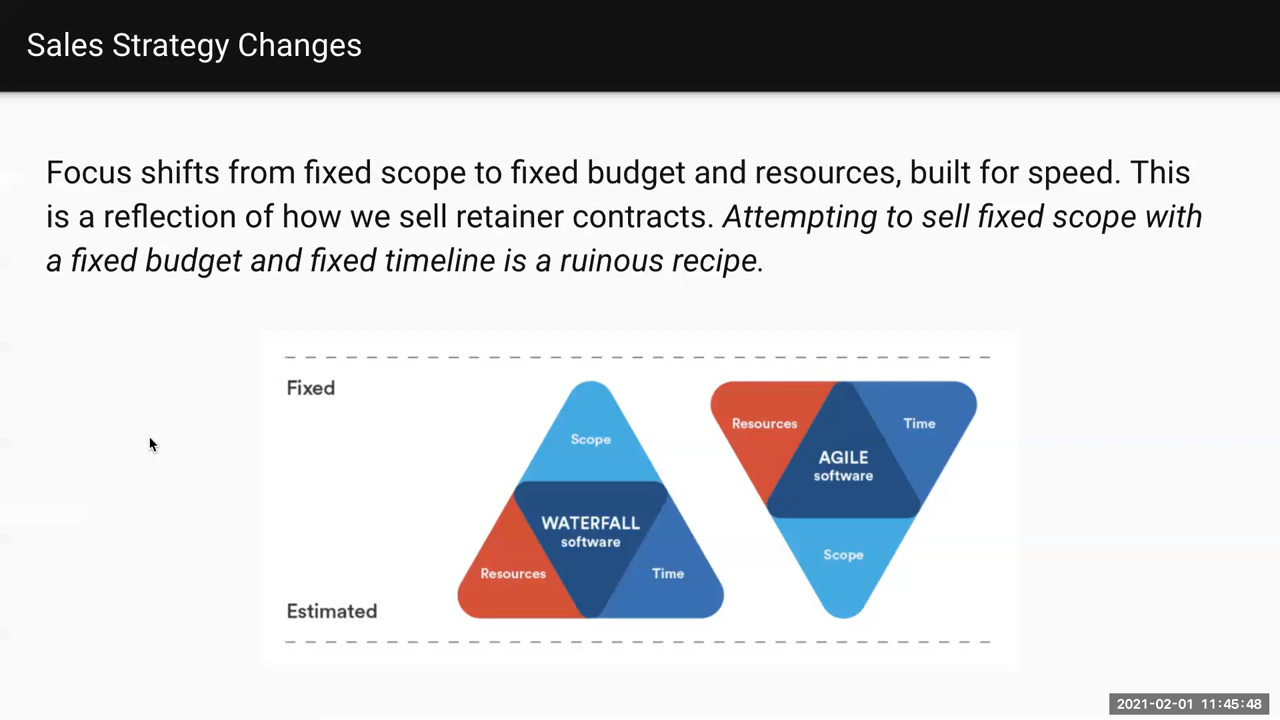 Sales Strategy Changes
Focus shifts from fixed scope to fixed budget and resources, built for speed. This
is a reflection of how we sell retainer contracts. Attempting to sell fixed scope with
a fixed budget and fixed timeline is a ruinous recipe.
Fixed
Scope
WATERFALL
software
Resources
Time
Resources
Time
AGILE
software
Scope
Estimated
2021-02-01 11:45:48